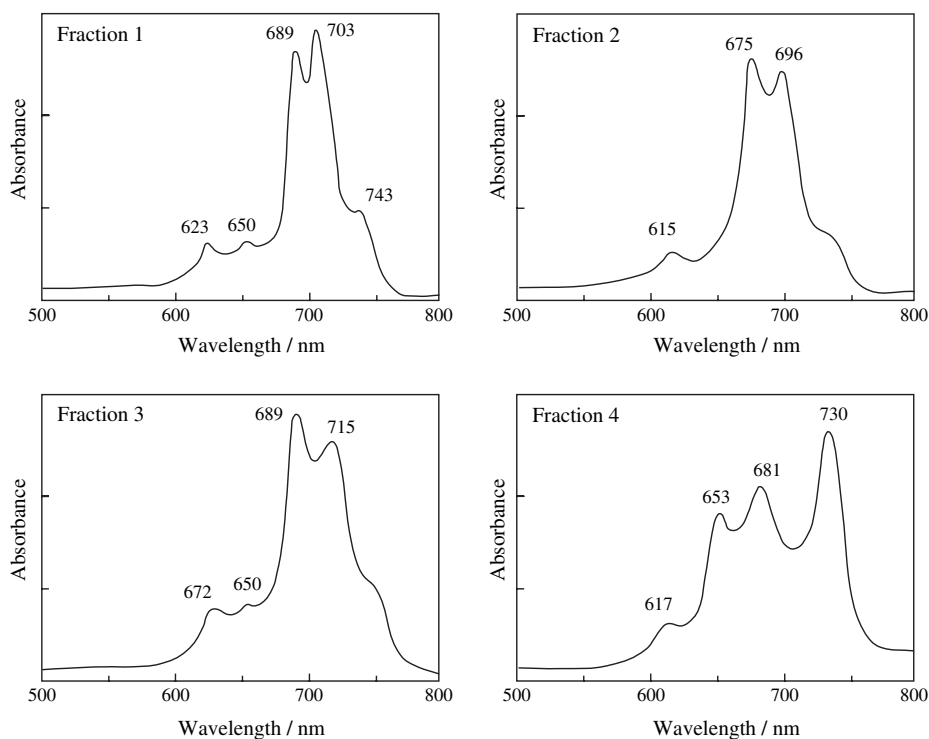 Fraction 1
689
703
743
623
650
Absorbance
500
600
700
800
Wavelength / nm
Fraction 2
675
696
615
Absorbance
500
600
700
800
Wavelength / nm
Fraction 3
689
715
672
650
Absorbance
500
600
700
800
Wavelength / nm
Fraction 4
730
681
653
617
Absorbance
500
600
700
800
Wavelength / nm